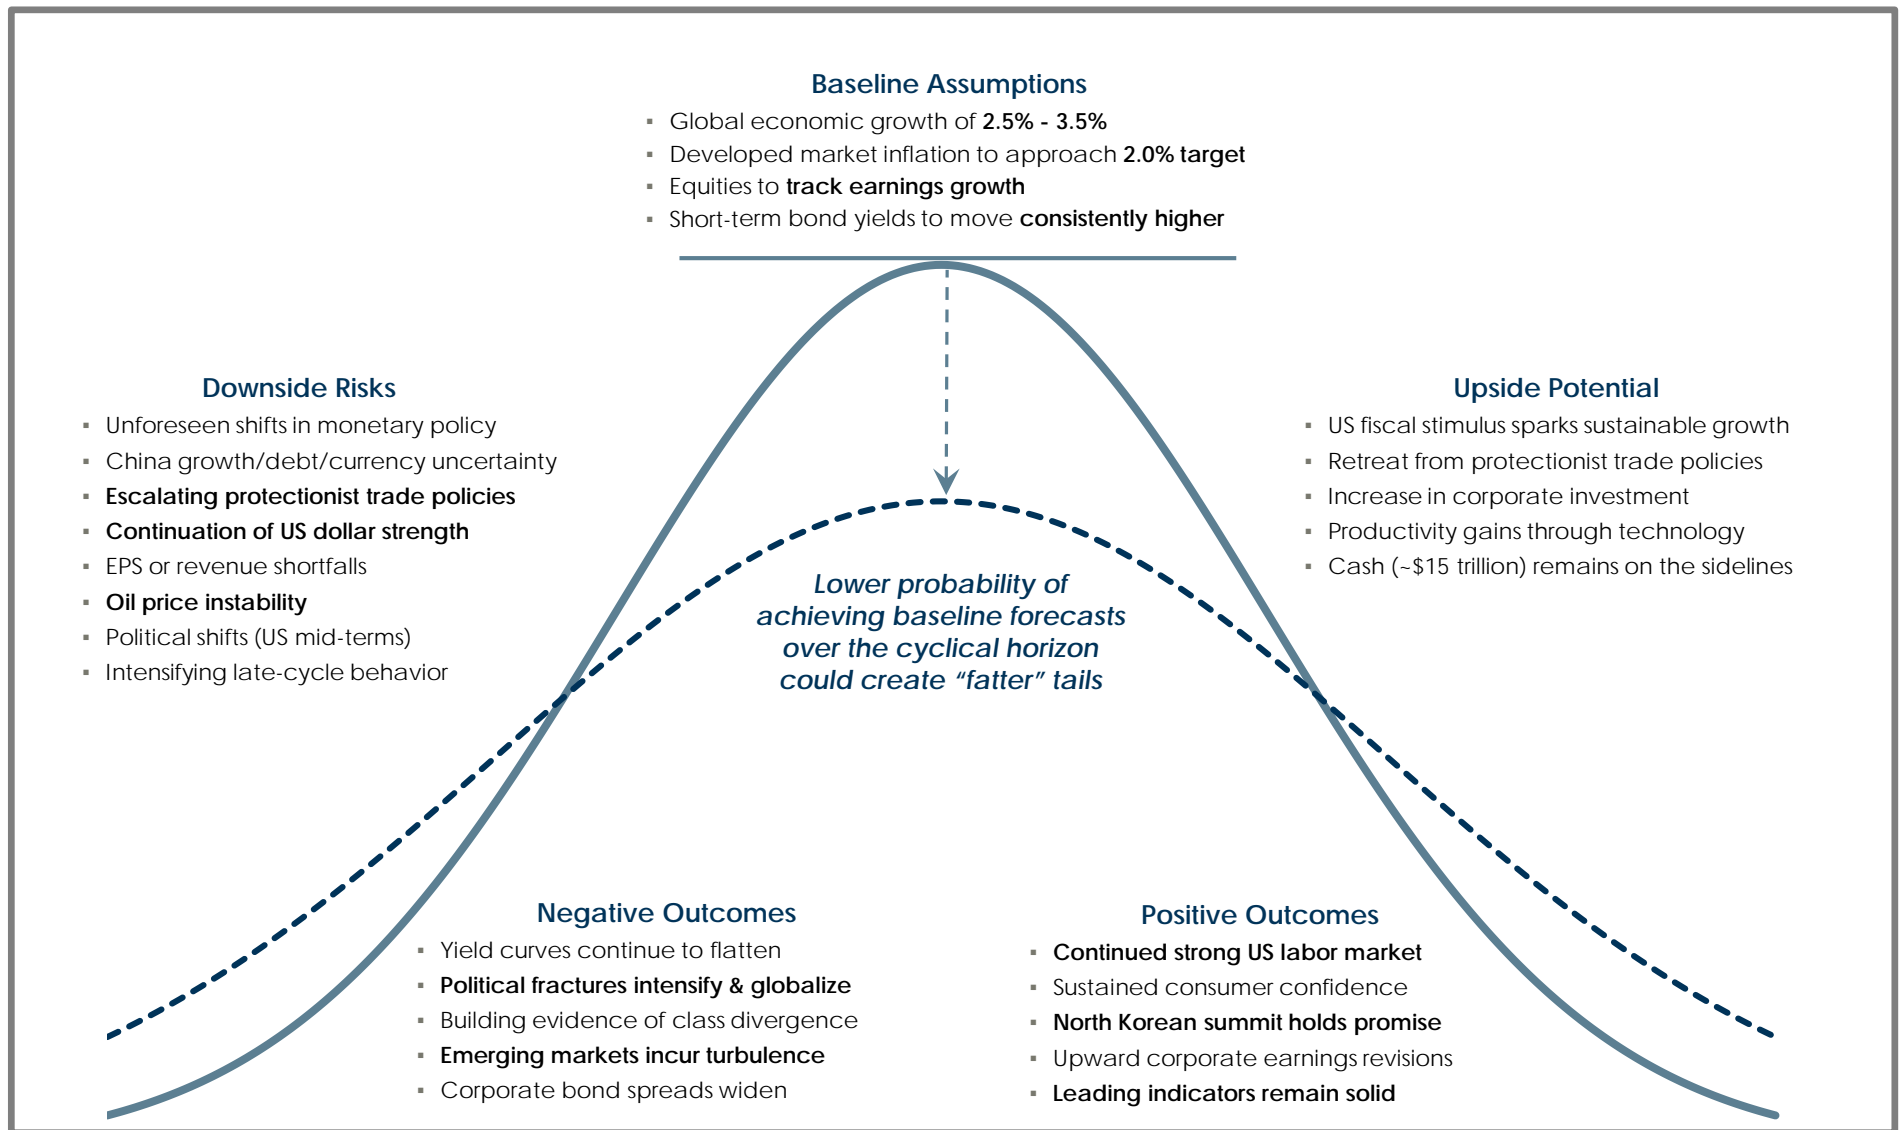 Baseline Assumptions
▪ Global economic growth of 2.5% - 3.5%
▪ Developed market inflation to approach 2.0% target
▪ Equities to track earnings growth
▪ Short-term bond yields to move consistently higher
Downside Risks
▪ Unforeseen shifts in monetary policy
▪ China growth/debt/currency uncertainty
▪ Escalating protectionist trade policies
▪ Continuation of US dollar strength
▪ EPS or revenue shortfalls
▪ Oil price instability
▪ Political shifts (US mid-terms)
▪ Intensifying late-cycle behavior
Upside Potential
▪ US fiscal stimulus sparks sustainable growth
▪ Retreat from protectionist trade policies
▪ Increase in corporate investment
▪ Productivity gains through technology
▪ Cash (~$15 trillion) remains on the sidelines
Lower probability of
achieving baseline forecasts
over the cyclical horizon
could create “fatter” tails
Negative Outcomes
▪ Yield curves continue to flatten
▪ Political fractures intensify & globalize
▪ Building evidence of class divergence
▪ Emerging markets incur turbulence
▪ Corporate bond spreads widen
Positive Outcomes
▪ Continued strong US labor market
▪ Sustained consumer confidence
▪ North Korean summit holds promise
▪ Upward corporate earnings revisions
▪ Leading indicators remain solid